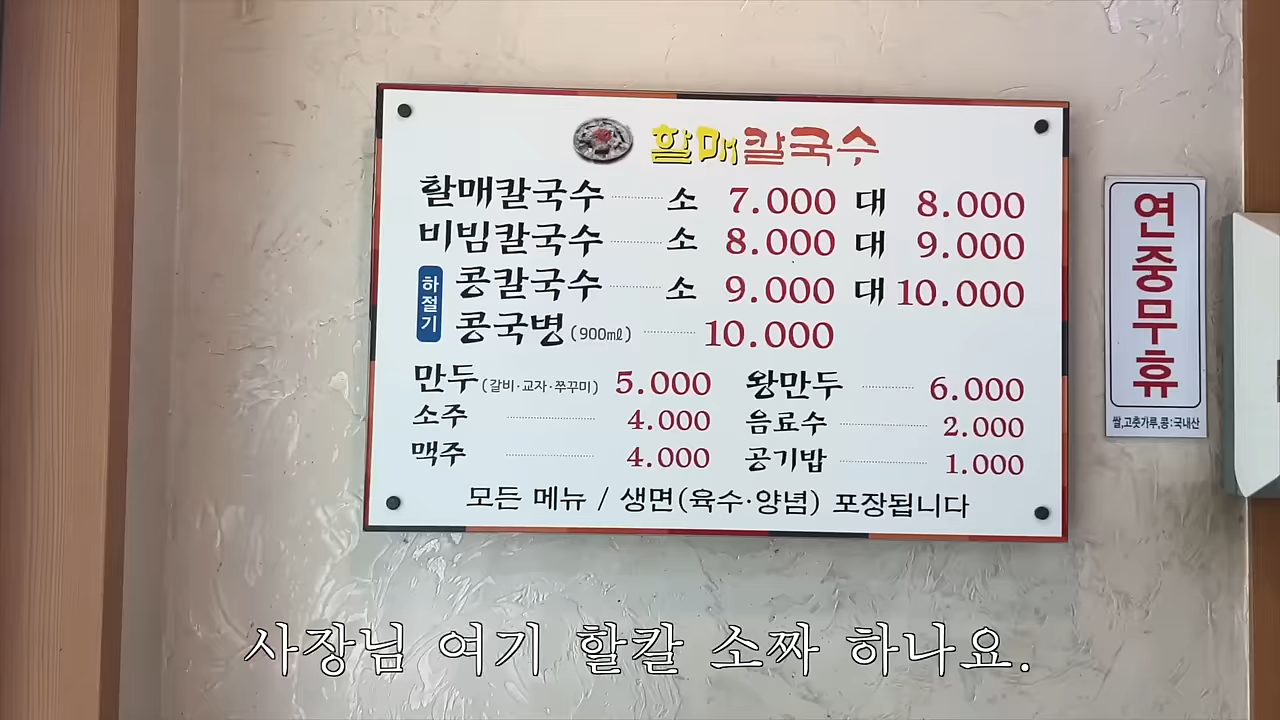 할매칼국수
할매칼국수 소 7.000 대 8.000
비빔칼국수 소 8.000 대 9.000
하절기
콩칼국수 소 9.000 대 10.000
콩국병(900㎖) 10.000
만두(갈비·교자·쭈꾸미) 5.000 왕만두 6.000
소주 4.000 음료수 2.000
맥주 4.000 공기밥 1.000
모든 메뉴 / 생면(육수·양념) 포장됩니다
연중무휴
쌀,고춧가루,콩:국내산
사장님 여기 할칼 소짜 하나요.